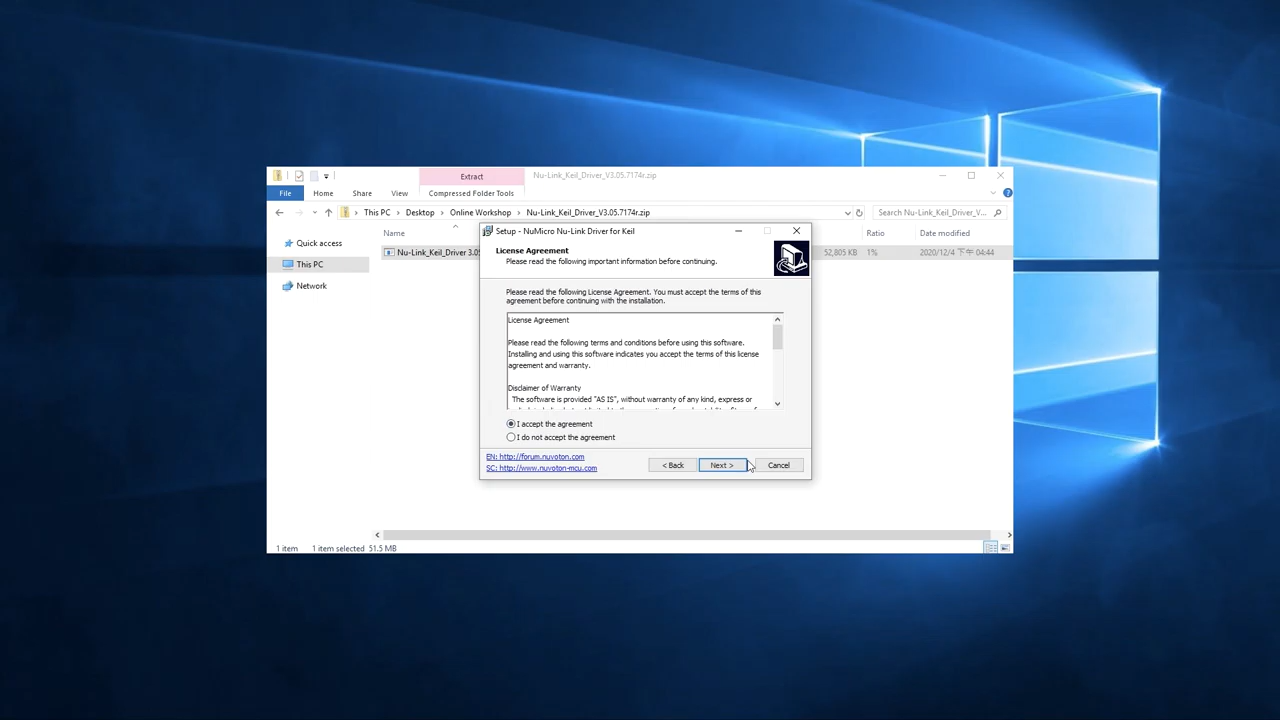 Extract
Nu-Link_Keil_Driver_V3.05.7174r.zip
File Home Share View Compressed Folder Tools
This PC Desktop Online Workshop Nu-Link_Keil_Driver_V3.05.7174r.zip
Search Nu-Link_Keil_Driver_V...
Quick access
This PC
Network
Name Ratio Date modified
Nu-Link_Keil_Driver 3.05 52,805 KB 1% 2020/12/4 下午 04:44
Setup - NuMicro Nu-Link Driver for Keil
License Agreement
Please read the following important information before continuing.
Please read the following License Agreement. You must accept the terms of this
agreement before continuing with the installation.
License Agreement
Please read the following terms and conditions before using this software.
Installing and using this software indicates you accept the terms of this license
agreement and warranty.
Disclaimer of Warranty
The software is provided "AS IS", without warranty of any kind, express or
I accept the agreement
I do not accept the agreement
EN: http://forum.nuvoton.com
SC: http://www.nuvoton-mcu.com
< Back Next > Cancel
1 item 1 item selected 51.5 MB